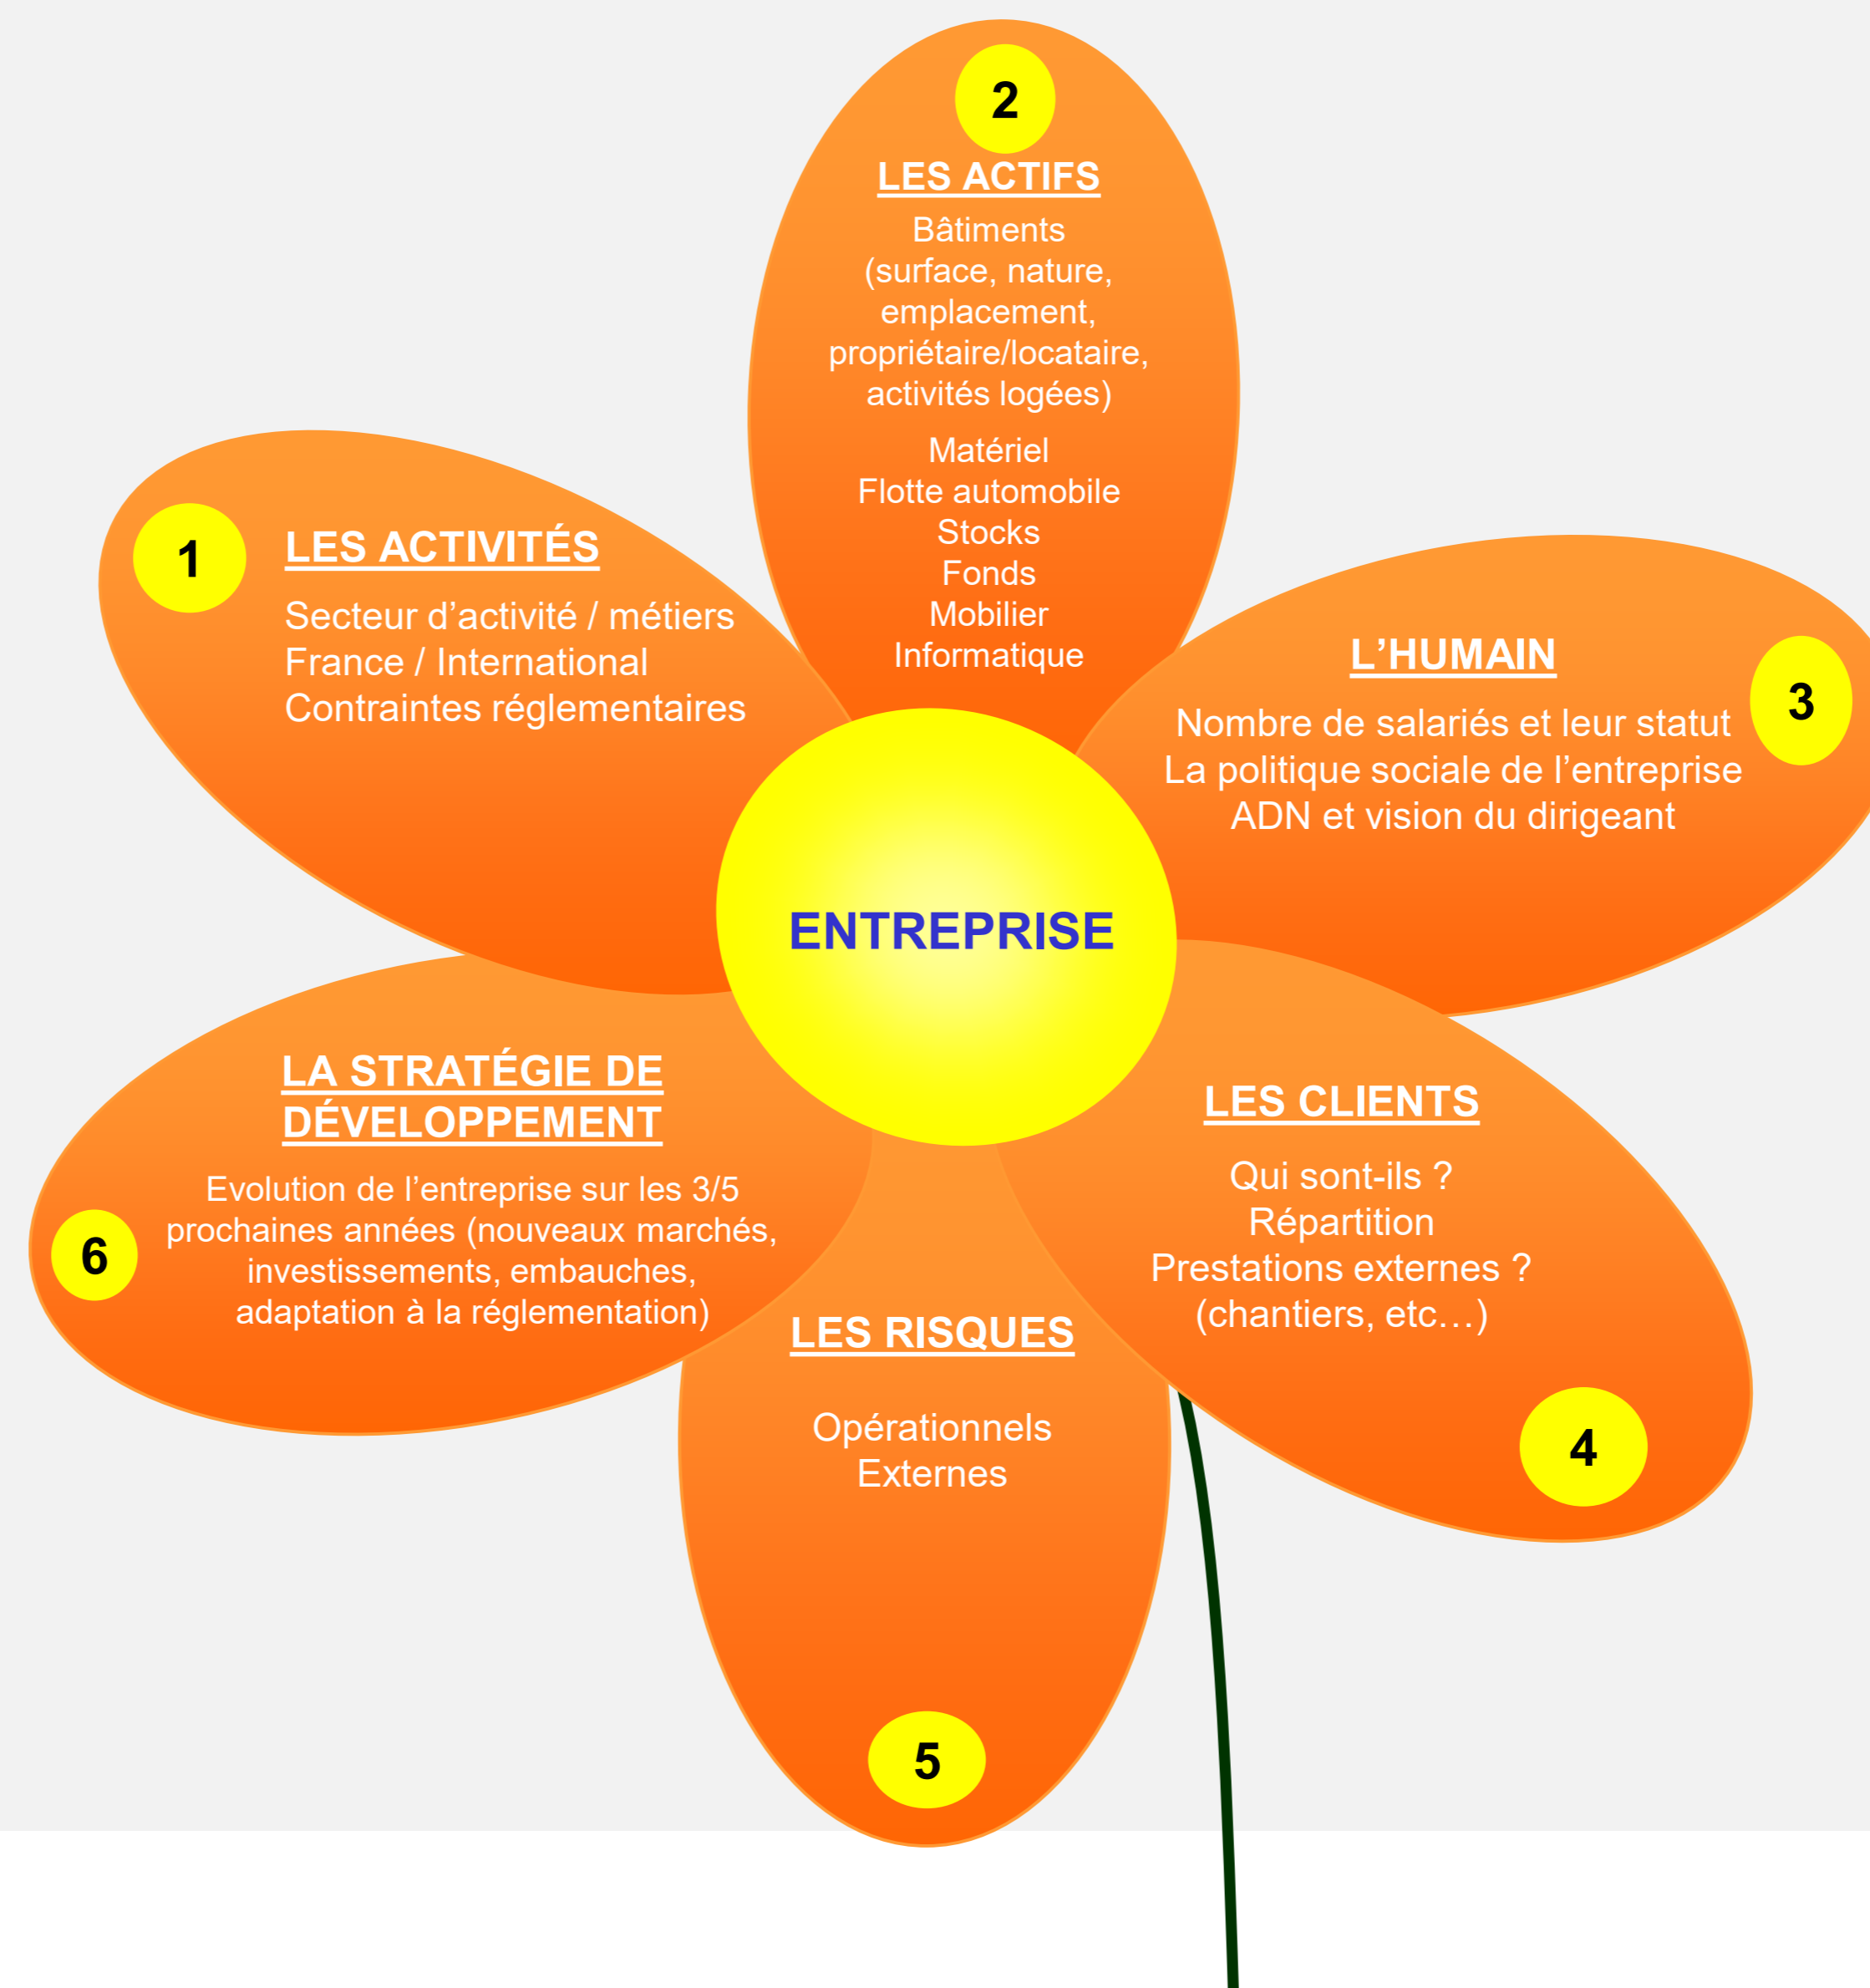 1
LES ACTIVITÉS
Secteur d’activité / métiers
France / International
Contraintes réglementaires
2
LES ACTIFS
Bâtiments
(surface, nature,
emplacement,
propriétaire/locataire,
activités logées)
Matériel
Flotte automobile
Stocks
Fonds
Mobilier
Informatique
L’HUMAIN
3
Nombre de salariés et leur statut
La politique sociale de l’entreprise
ADN et vision du dirigeant
ENTREPRISE
LES CLIENTS
Qui sont-ils ?
Répartition
Prestations externes ?
(chantiers, etc…)
4
LES RISQUES
Opérationnels
Externes
5
LA STRATÉGIE DE
DÉVELOPPEMENT
Evolution de l’entreprise sur les 3/5
prochaines années (nouveaux marchés,
investissements, embauches,
adaptation à la réglementation)
6